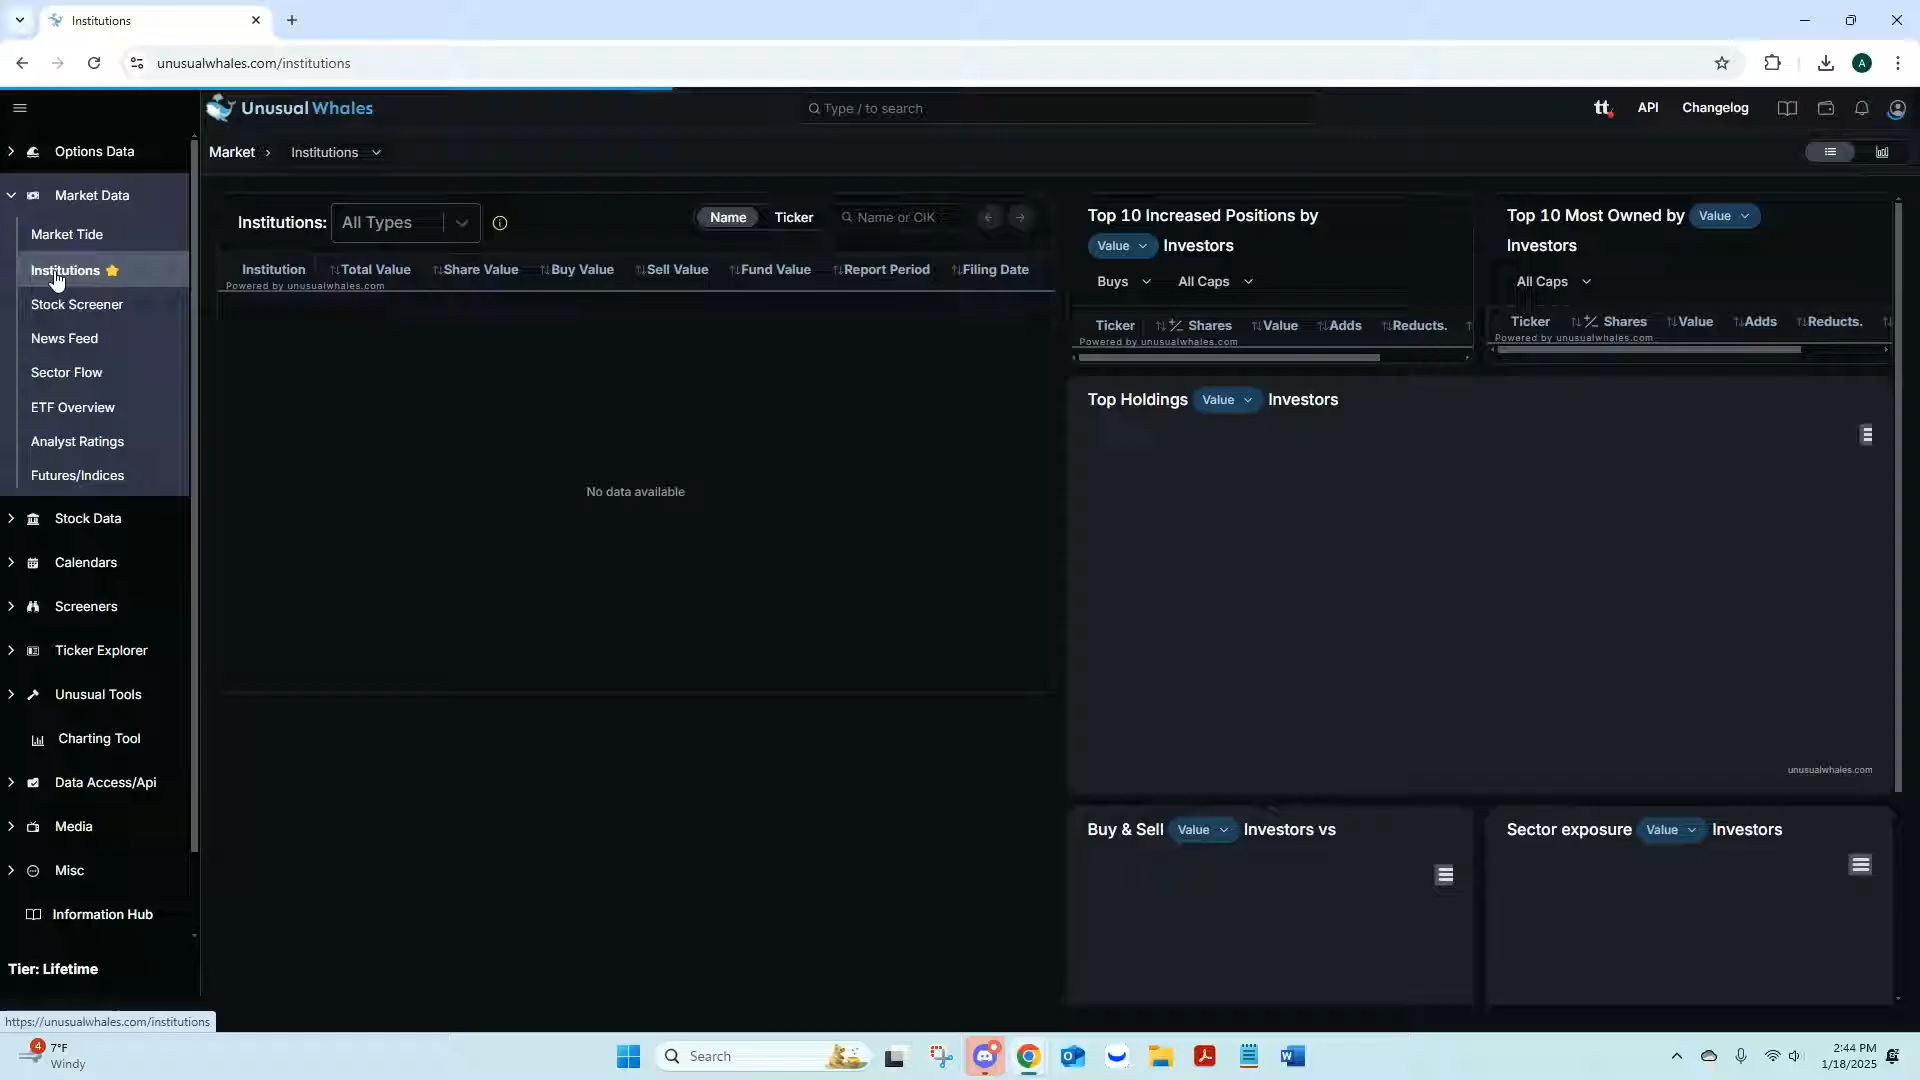 Institutions
unusualwhales.com/institutions
A
Unusual Whales
Type / to search
tt
API
Changelog
Market
Institutions
Options Data
Market Data
Market Tide
Institutions
Stock Screener
News Feed
Sector Flow
ETF Overview
Analyst Ratings
Futures/Indices
Stock Data
Calendars
Screeners
Ticker Explorer
Unusual Tools
Charting Tool
Data Access/Api
Media
Misc
Information Hub
Tier: Lifetime
https://unusualwhales.com/institutions
Institutions: All Types
Name Ticker Name or CIK
Institution Total Value Share Value Buy Value Sell Value Fund Value Report Period Filing Date
Powered by unusualwhales.com
No data available
Top 10 Increased Positions by
Value Investors
Buys All Caps
Ticker +/- Shares Value Adds Reducts.
Powered by unusualwhales.com
Top 10 Most Owned by Value
Investors
All Caps
Ticker +/- Shares Value Adds Reducts.
Powered by unusualwhales.com
Top Holdings Value Investors
unusualwhales.com
Buy & Sell Value Investors vs
Sector exposure Value Investors
4
7°F
Windy
Search
2:44 PM
1/18/2025